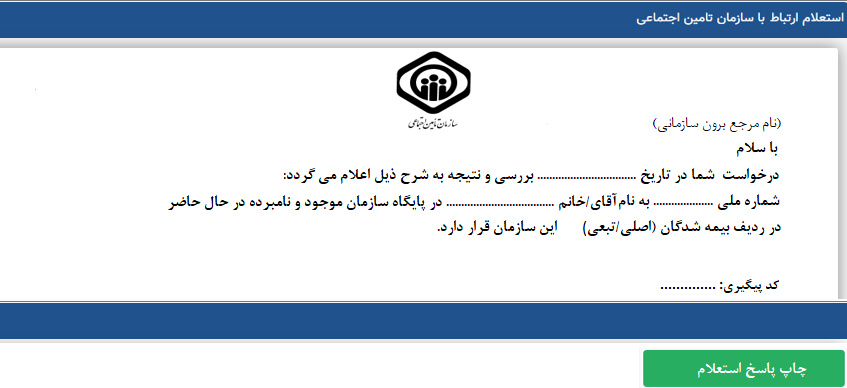 استعلام ارتباط با سازمان تامین اجتماعی
سازمان تأمین اجتماعی
(نام مرجع برون سازمانی)
با سلام
درخواست شما در تاریخ ................................. بررسی و نتیجه به شرح ذیل اعلام می گردد:
شماره ملی .................... به نام آقای/خانم .................................... در پایگاه سازمان موجود و نامبرده در حال حاضر
در ردیف بیمه شدگان (اصلی/تبعی) این سازمان قرار دارد.
کد پیگیری: ..............
چاپ پاسخ استعلام